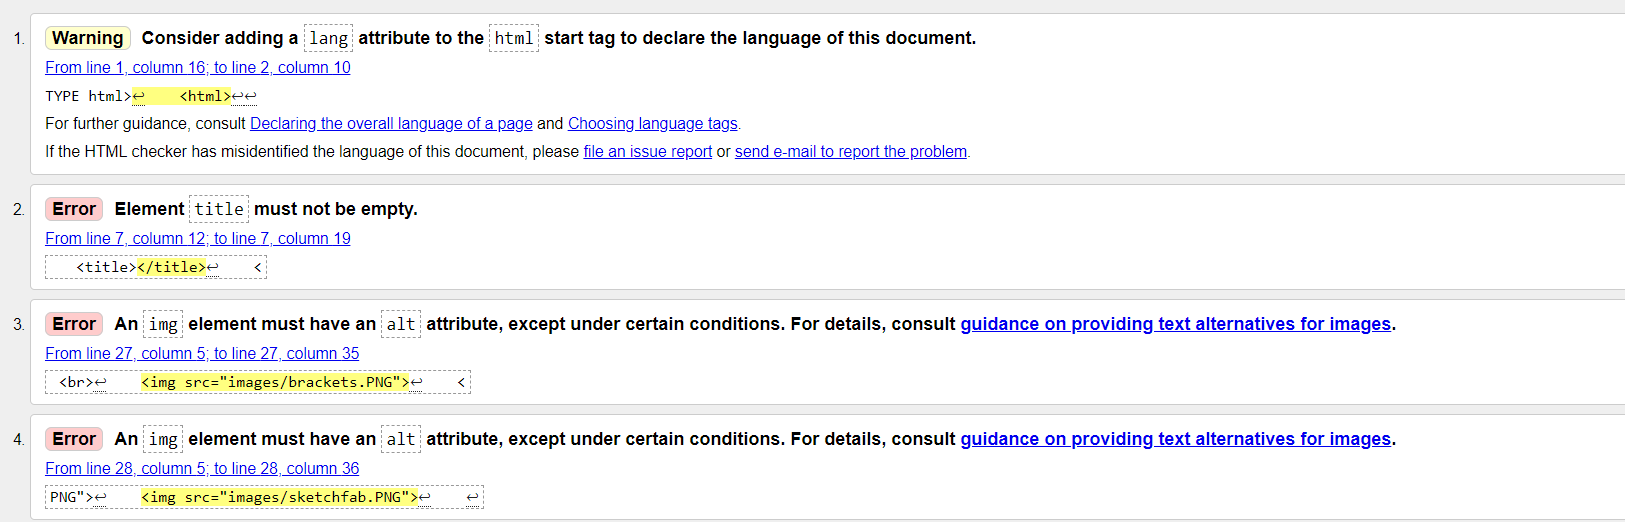 1. Warning Consider adding a lang attribute to the html start tag to declare the language of this document.
From line 1, column 16; to line 2, column 10
TYPE html>↩    <html>↩↩
For further guidance, consult Declaring the overall language of a page and Choosing language tags.
If the HTML checker has misidentified the language of this document, please file an issue report or send e-mail to report the problem.
2. Error Element title must not be empty.
From line 7, column 12; to line 7, column 19
<title></title>↩    <
3. Error An img element must have an alt attribute, except under certain conditions. For details, consult guidance on providing text alternatives for images.
From line 27, column 5; to line 27, column 35
<br>↩    <img src="images/brackets.PNG">↩    <
4. Error An img element must have an alt attribute, except under certain conditions. For details, consult guidance on providing text alternatives for images.
From line 28, column 5; to line 28, column 36
PNG">↩    <img src="images/sketchfab.PNG">↩    ↩